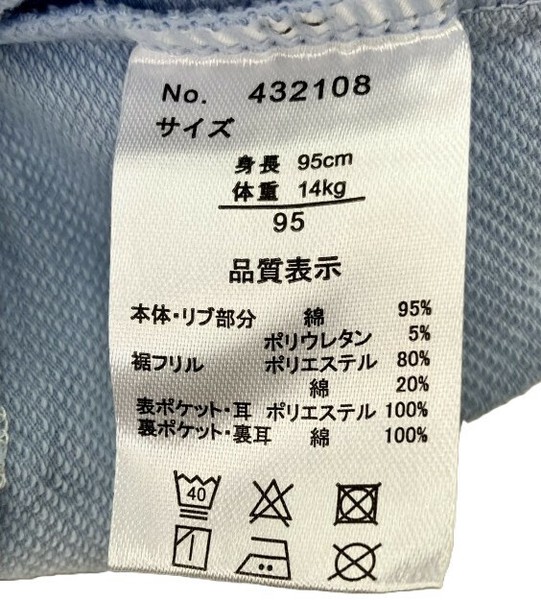 No. 432108
サイズ
身長 95cm
体重 14kg
95
品質表示
本体・リブ部分 綿 95%
ポリウレタン 5%
裾フリル ポリエステル 80%
綿 20%
表ポケット・耳 ポリエステル 100%
裏ポケット・裏耳 綿 100%
40